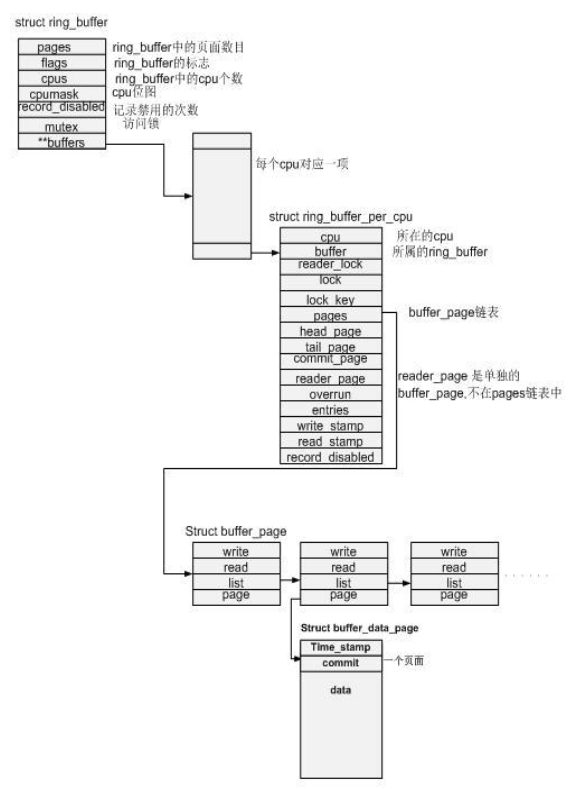 struct ring_buffer
pages ring_buffer中的页面数目
flags ring_buffer的标志
cpus ring_buffer中的cpu个数
cpumask cpu位图
record_disabled 记录禁用的次数
mutex 访问锁
**buffers
每个cpu对应一项
struct ring_buffer_per_cpu
cpu 所在的cpu
buffer 所属的ring_buffer
reader_lock
lock
lock_key
pages buffer_page链表
head_page
tail_page
commit_page
reader_page reader_page 是单独的
overrun buffer_page,不在pages链表中
entries
write_stamp
read_stamp
record_disabled
Struct buffer_page
write write write
read read read
list list list ······
page page page
Struct buffer_data_page
Time_stamp
commit 一个页面
data